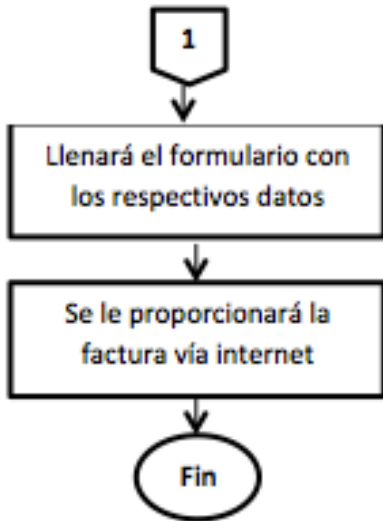 1
Llenará el formulario con
los respectivos datos
Se le proporcionará la
factura vía internet
Fin